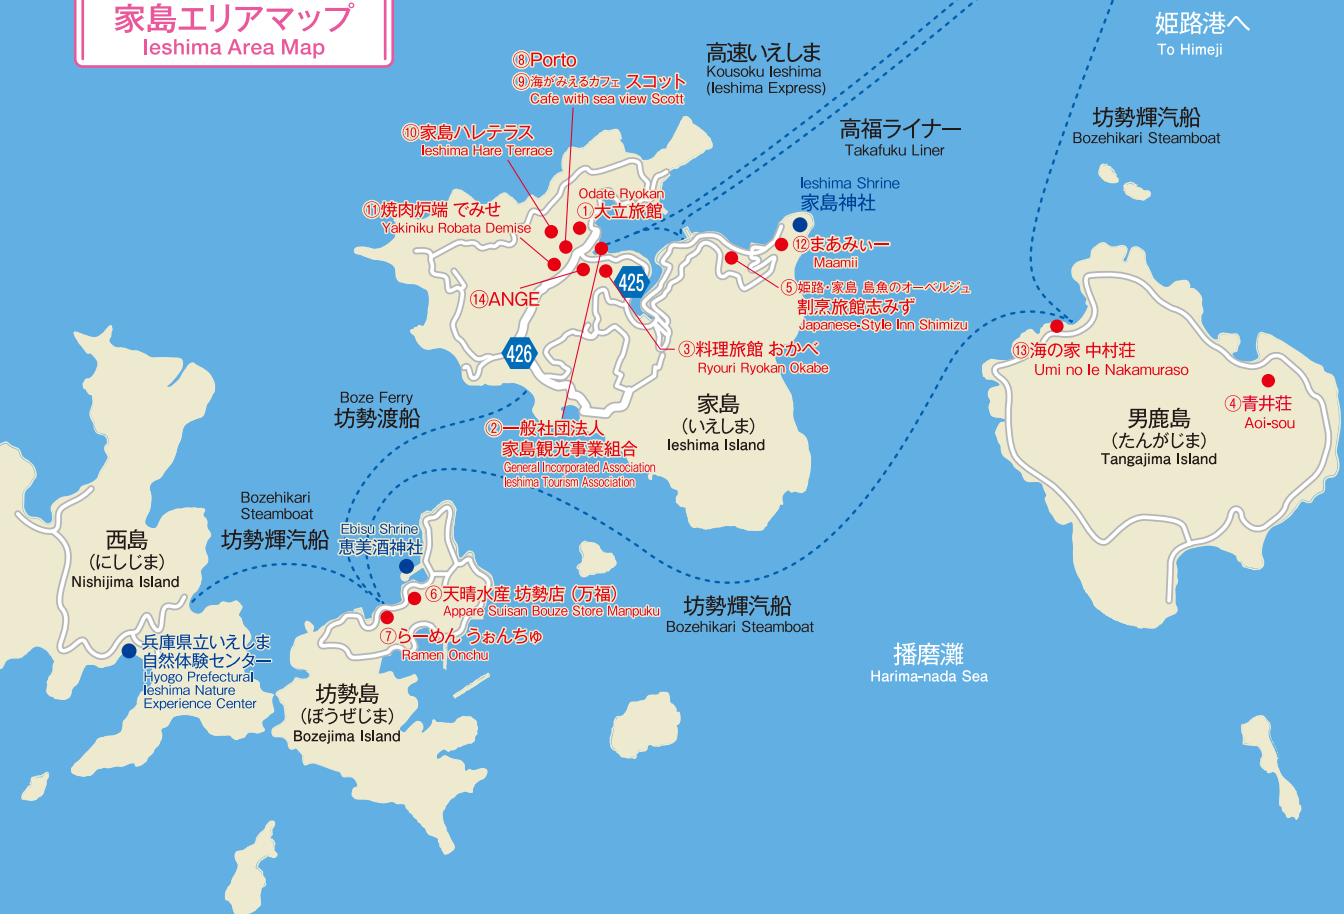 家島エリアマップ
Ieshima Area Map
姫路港へ
To Himeji
高速いえしま
Kousoku Ieshima
(Ieshima Express)
⑧Porto
⑨海がみえるカフェ スコット
Cafe with sea view Scott
坊勢輝汽船
Bozehikari Steamboat
高福ライナー
Takafuku Liner
⑩家島ハレテラス
Ieshima Hare Terrace
Ieshima Shrine
家島神社
Odate Ryokan
①大立旅館
⑪焼肉炉端 でみせ
Yakiniku Robata Demise
⑫まあみぃー
Maamii
425
⑤姫路・家島 島魚のオーベルジュ
割烹旅館志みず
Japanese-Style Inn Shimizu
⑭ANGE
426
③料理旅館 おかべ
Ryouri Ryokan Okabe
⑬海の家 中村荘
Umi no Ie Nakamuraso
④青井荘
Aoi-sou
Boze Ferry
坊勢渡船
家島
(いえしま)
Ieshima Island
男鹿島
(たんがじま)
Tangajima Island
②一般社団法人
家島観光事業組合
General Incorporated Association
Ieshima Tourism Association
Bozehikari
Steamboat
坊勢輝汽船
Ebisu Shrine
恵美酒神社
西島
(にしじま)
Nishijima Island
⑥天晴水産 坊勢店 (万福)
Appare Suisan Bouze Store Manpuku
坊勢輝汽船
Bozehikari Steamboat
⑦らーめん うぉんちゅ
Ramen Onchu
兵庫県立いえしま
自然体験センター
Hyogo Prefectural
Ieshima Nature
Experience Center
播磨灘
Harima-nada Sea
坊勢島
(ぼうぜじま)
Bozejima Island